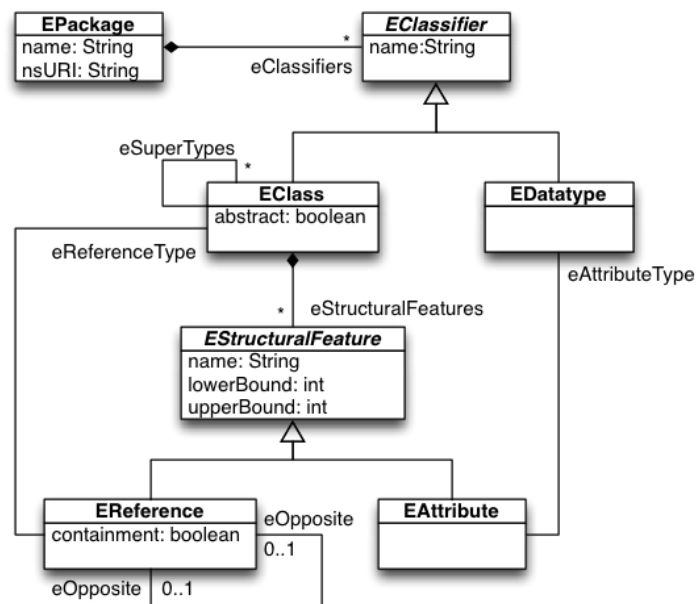 EPackage
name: String
nsURI: String
*
eClassifiers
EClassifier
name:String
eSuperTypes
*
EClass
abstract: boolean
EDatatype
eReferenceType
eAttributeType
*
eStructuralFeatures
EStructuralFeature
name: String
lowerBound: int
upperBound: int
EReference
containment: boolean
eOpposite
0..1
EAttribute
eOpposite
0..1